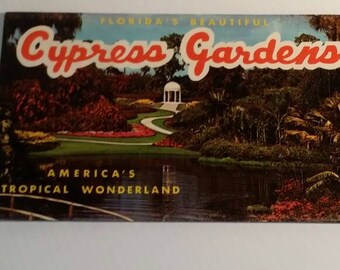 FLORIDA'S BEAUTIFUL
Cypress Gardens
AMERICA'S
TROPICAL WONDERLAND